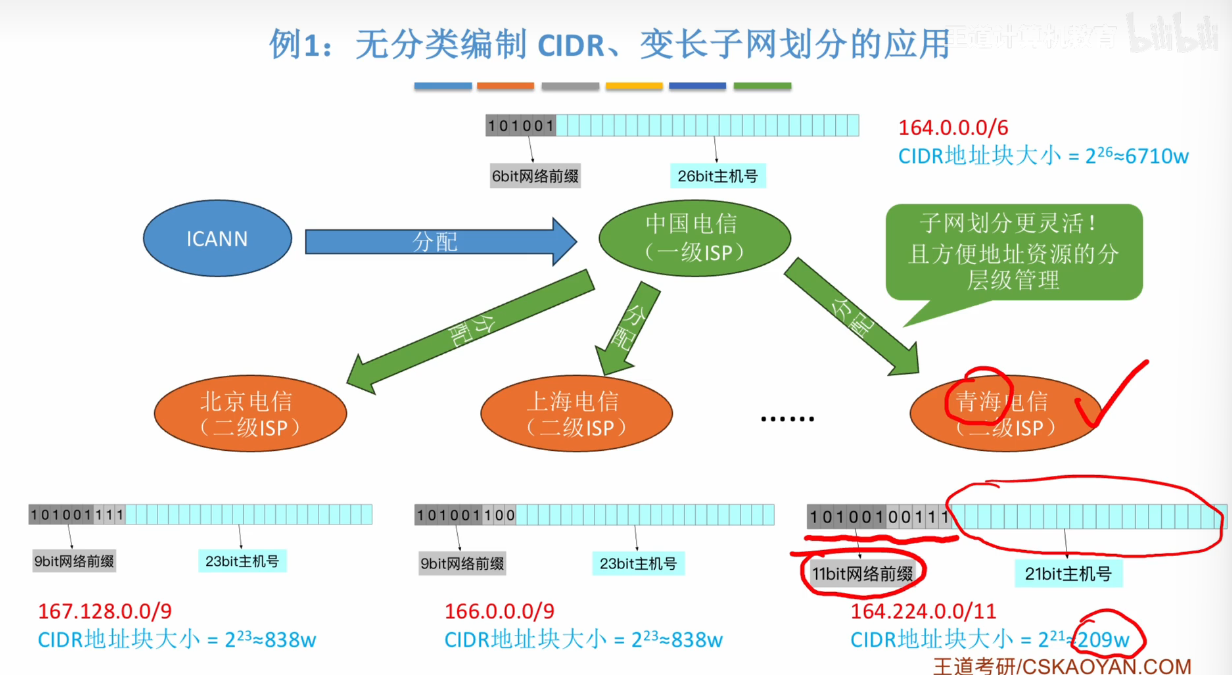 例1：无分类编制 CIDR、变长子网划分的应用
王道计算机教育
bilibili
101001
164.0.0.0/6
CIDR地址块大小 = 2²⁶≈6710w
6bit网络前缀
26bit主机号
ICANN
分配
中国电信
（一级ISP）
子网划分更灵活！
且方便地址资源的分
层级管理
分配
分配
分配
北京电信
（二级ISP）
上海电信
（二级ISP）
……
青海电信
（二级ISP）
101001111
101001100
10100100111
9bit网络前缀
23bit主机号
9bit网络前缀
23bit主机号
11bit网络前缀
21bit主机号
167.128.0.0/9
CIDR地址块大小 = 2²³≈838w
166.0.0.0/9
CIDR地址块大小 = 2²³≈838w
164.224.0.0/11
CIDR地址块大小 = 2²¹≈209w
王道考研/CSKAOYAN.COM